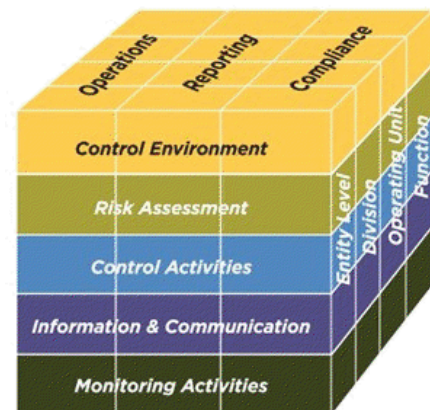 Operations
Reporting
Compliance
Control Environment
Risk Assessment
Control Activities
Information & Communication
Monitoring Activities
Entity Level
Division
Operating Unit
Function